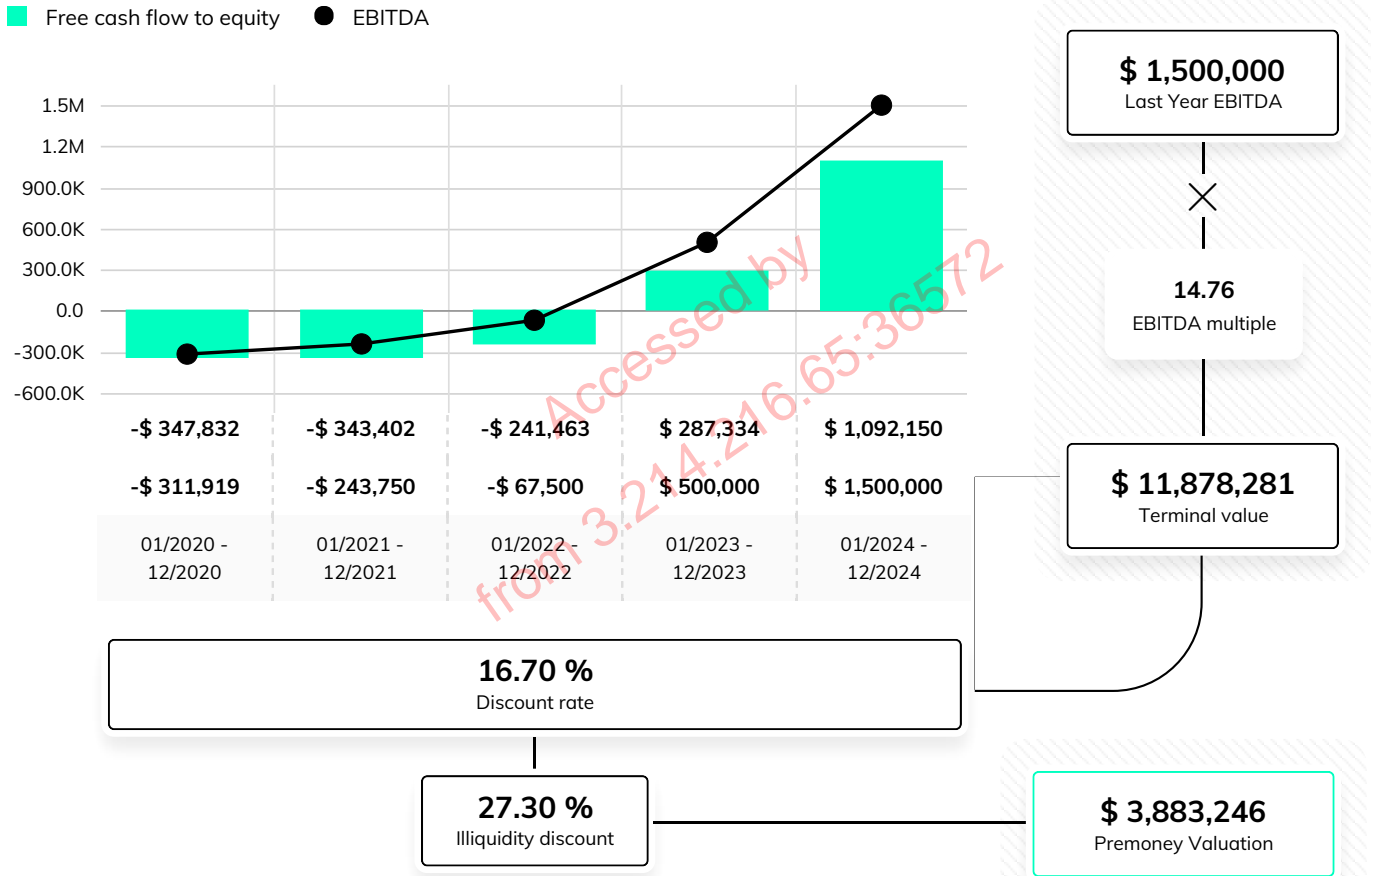 Free cash flow to equity
EBITDA
1.5M
1.2M
900.0K
600.0K
300.0K
0.0
-300.0K
-600.0K
-$ 347,832 -$ 343,402 -$ 241,463 $ 287,334 $ 1,092,150
-$ 311,919 -$ 243,750 -$ 67,500 $ 500,000 $ 1,500,000
01/2020 - 01/2021 - 01/2022 - 01/2023 - 01/2024 -
12/2020 12/2021 12/2022 12/2023 12/2024
Accessed by
from 3.214.216.65:36572
$ 1,500,000
Last Year EBITDA
14.76
EBITDA multiple
$ 11,878,281
Terminal value
16.70 %
Discount rate
27.30 %
Illiquidity discount
$ 3,883,246
Premoney Valuation